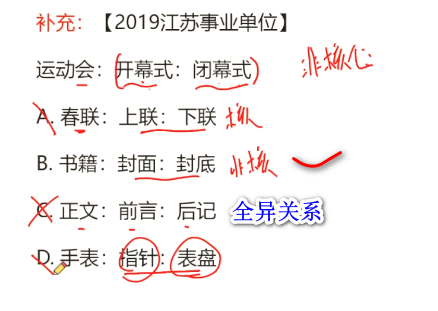 补充：【2019江苏事业单位】
运动会：开幕式：闭幕式 非核心
A. 春联：上联：下联 核心
B. 书籍：封面：封底 非核
C. 正文：前言：后记 全异关系
D. 手表：指针：表盘